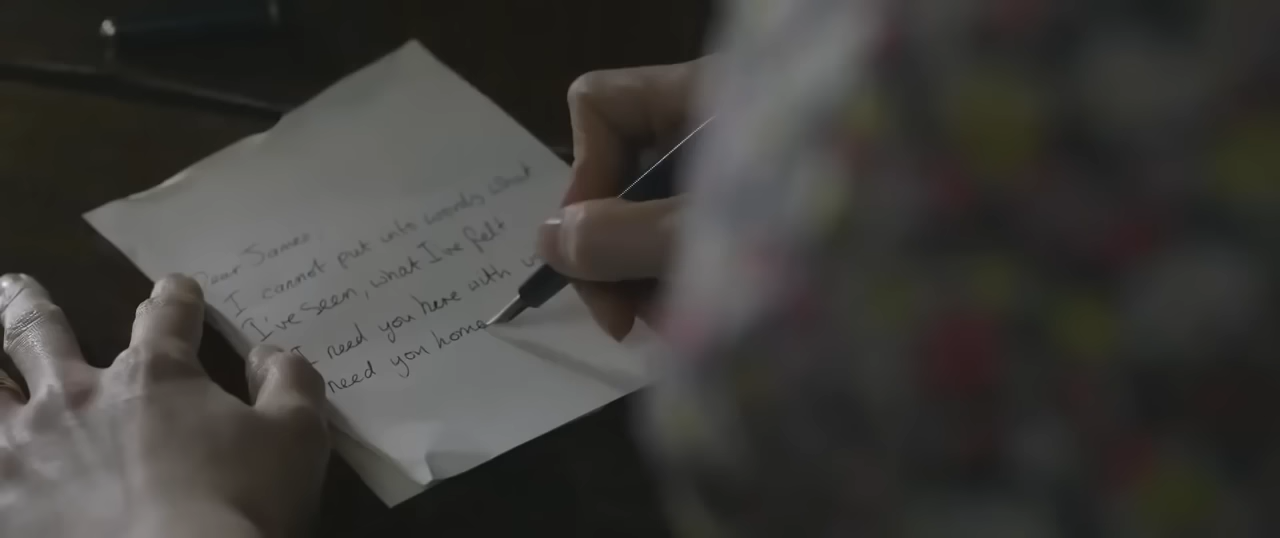 Dear James
I cannot put into words what
I've seen, what I've felt
I need you here with
need you home